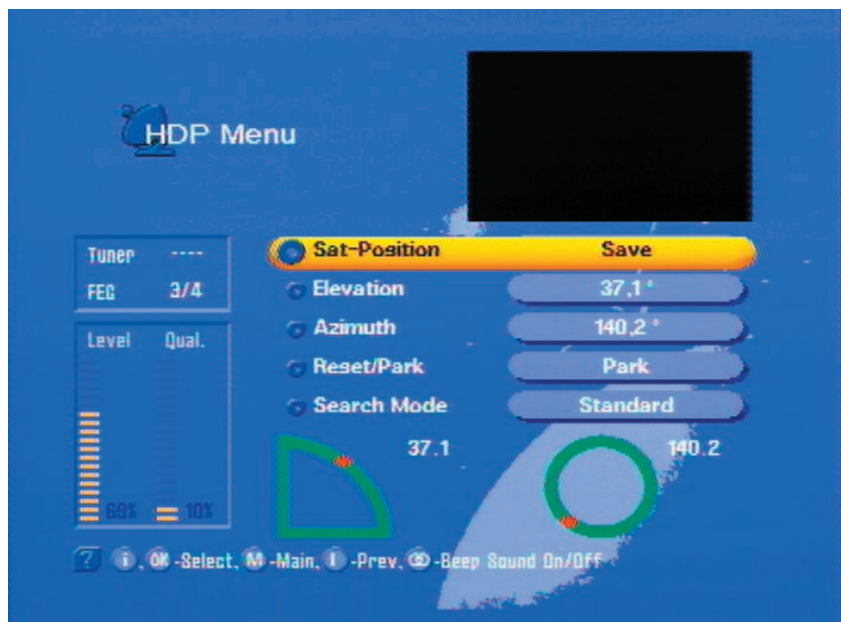 HDP Menu
Tuner ----
FEC 3/4
Level Qual.
69% 10%
Sat-Position Save
Elevation 37,1°
Azimuth 140,2°
Reset/Park Park
Search Mode Standard
37.1 140.2
? i, OK -Select, M -Main, I -Prev, -Beep Sound On/Off